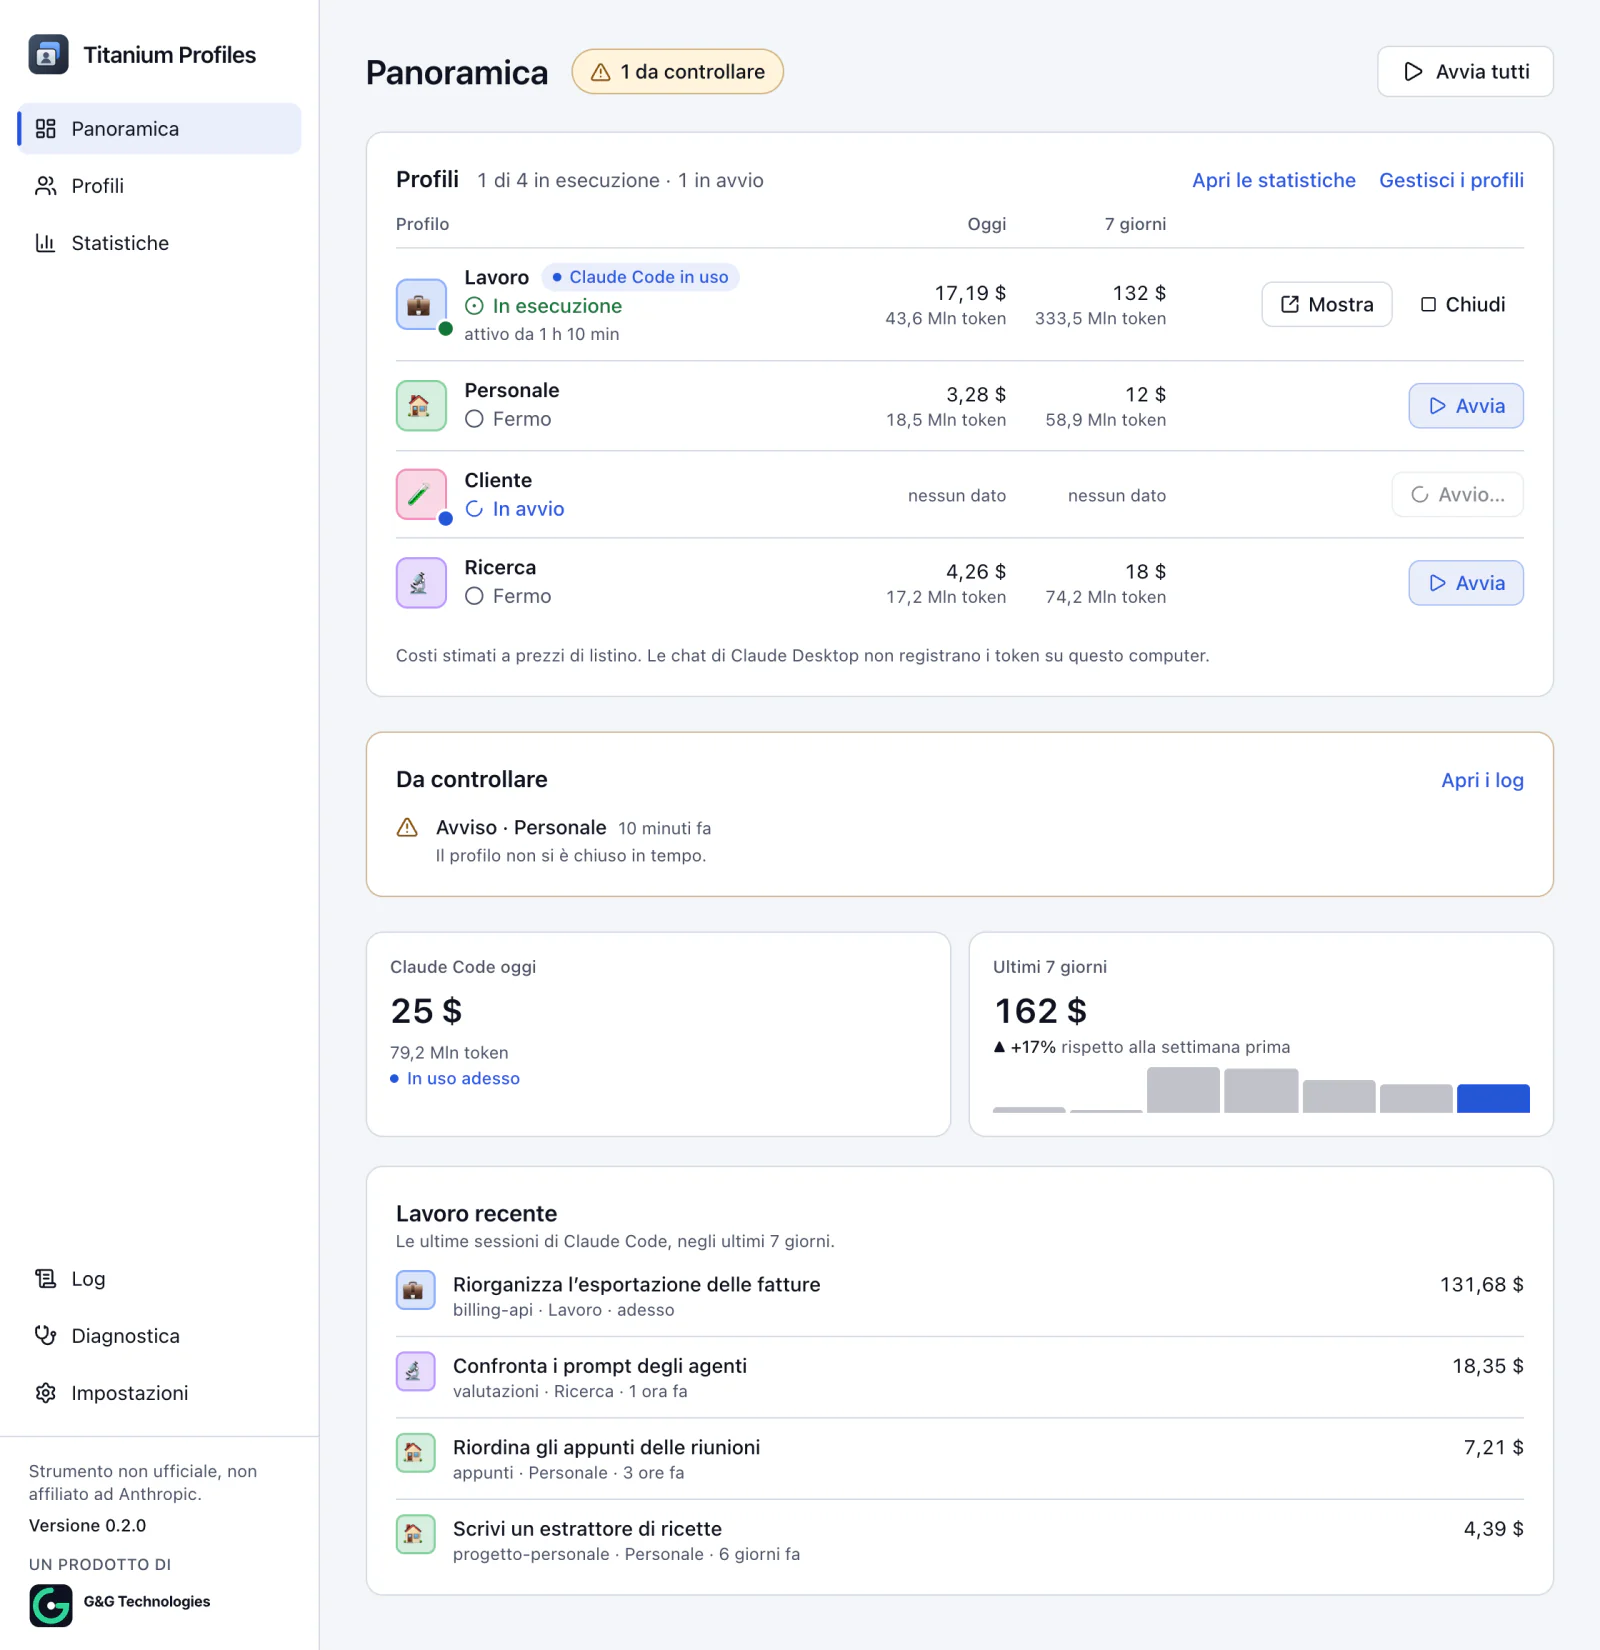 Titanium Profiles
Panoramica
Profili
Statistiche
Log
Diagnostica
Impostazioni
Strumento non ufficiale, non
affiliato ad Anthropic.
Versione 0.2.0
UN PRODOTTO DI
G&G Technologies
Panoramica
1 da controllare
Avvia tutti
Profili 1 di 4 in esecuzione · 1 in avvio
Apri le statistiche Gestisci i profili
Profilo Oggi 7 giorni
Lavoro Claude Code in uso
In esecuzione
attivo da 1 h 10 min
17,19 $
43,6 Mln token
132 $
333,5 Mln token
Mostra
Chiudi
Personale
Fermo
3,28 $
18,5 Mln token
12 $
58,9 Mln token
Avvia
Cliente
In avvio
nessun dato
nessun dato
Avvio...
Ricerca
Fermo
4,26 $
17,2 Mln token
18 $
74,2 Mln token
Avvia
Costi stimati a prezzi di listino. Le chat di Claude Desktop non registrano i token su questo computer.
Da controllare
Apri i log
Avviso · Personale 10 minuti fa
Il profilo non si è chiuso in tempo.
Claude Code oggi
25 $
79,2 Mln token
In uso adesso
Ultimi 7 giorni
162 $
▲ +17% rispetto alla settimana prima
Lavoro recente
Le ultime sessioni di Claude Code, negli ultimi 7 giorni.
Riorganizza l’esportazione delle fatture
billing-api · Lavoro · adesso
131,68 $
Confronta i prompt degli agenti
valutazioni · Ricerca · 1 ora fa
18,35 $
Riordina gli appunti delle riunioni
appunti · Personale · 3 ore fa
7,21 $
Scrivi un estrattore di ricette
progetto-personale · Personale · 6 giorni fa
4,39 $